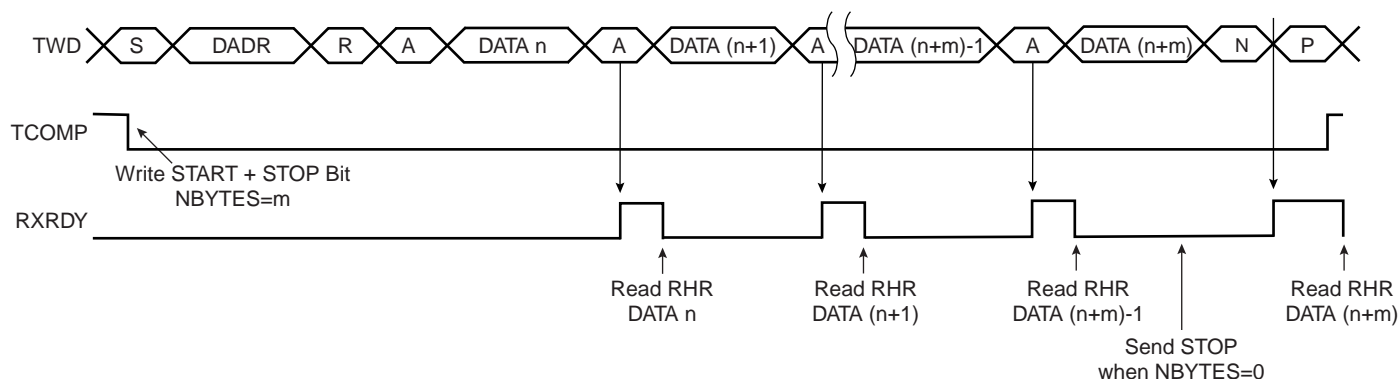 TWD S DADR R A DATA n A DATA (n+1) A DATA (n+m)-1 A DATA (n+m) N P
TCOMP
Write START + STOP Bit
NBYTES=m
RXRDY
Read RHR
DATA n
Read RHR
DATA (n+1)
Read RHR
DATA (n+m)-1
Read RHR
DATA (n+m)
Send STOP
when NBYTES=0